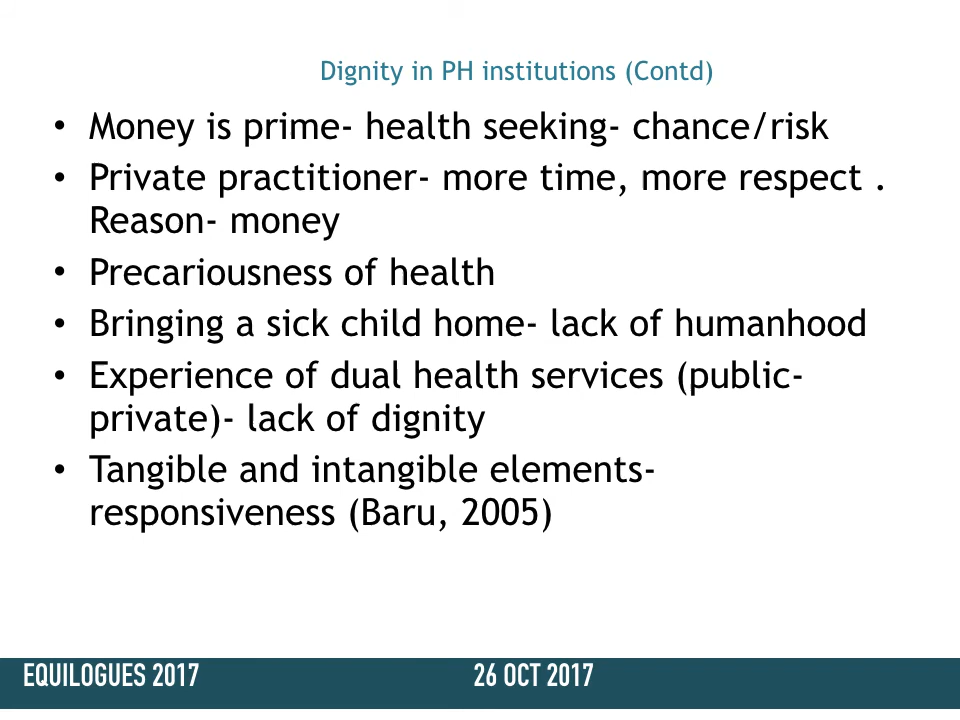 Dignity in PH institutions (Contd)
• Money is prime- health seeking- chance/risk
• Private practitioner- more time, more respect .
Reason- money
• Precariousness of health
• Bringing a sick child home- lack of humanhood
• Experience of dual health services (public-
private)- lack of dignity
• Tangible and intangible elements-
responsiveness (Baru, 2005)
EQUILOGUES 2017
26 OCT 2017